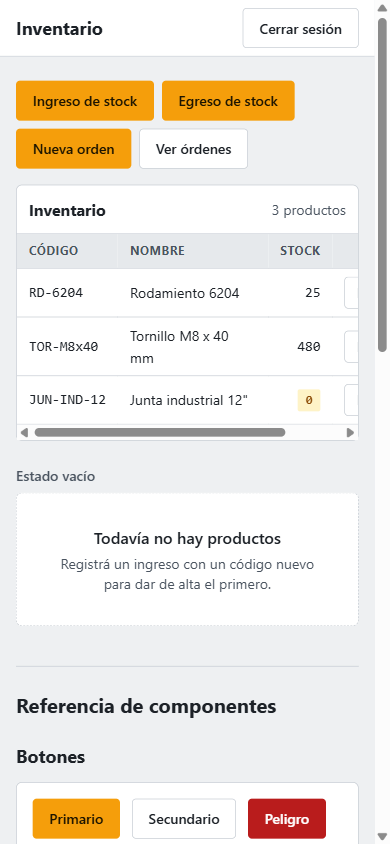 Inventario
Cerrar sesión
Ingreso de stock
Egreso de stock
Nueva orden
Ver órdenes
Inventario
3 productos
CÓDIGO NOMBRE STOCK
RD-6204 Rodamiento 6204 25
TOR-M8x40 Tornillo M8 x 40 mm 480
JUN-IND-12 Junta industrial 12" 0
Estado vacío
Todavía no hay productos
Registrá un ingreso con un código nuevo
para dar de alta el primero.
Referencia de componentes
Botones
Primario
Secundario
Peligro